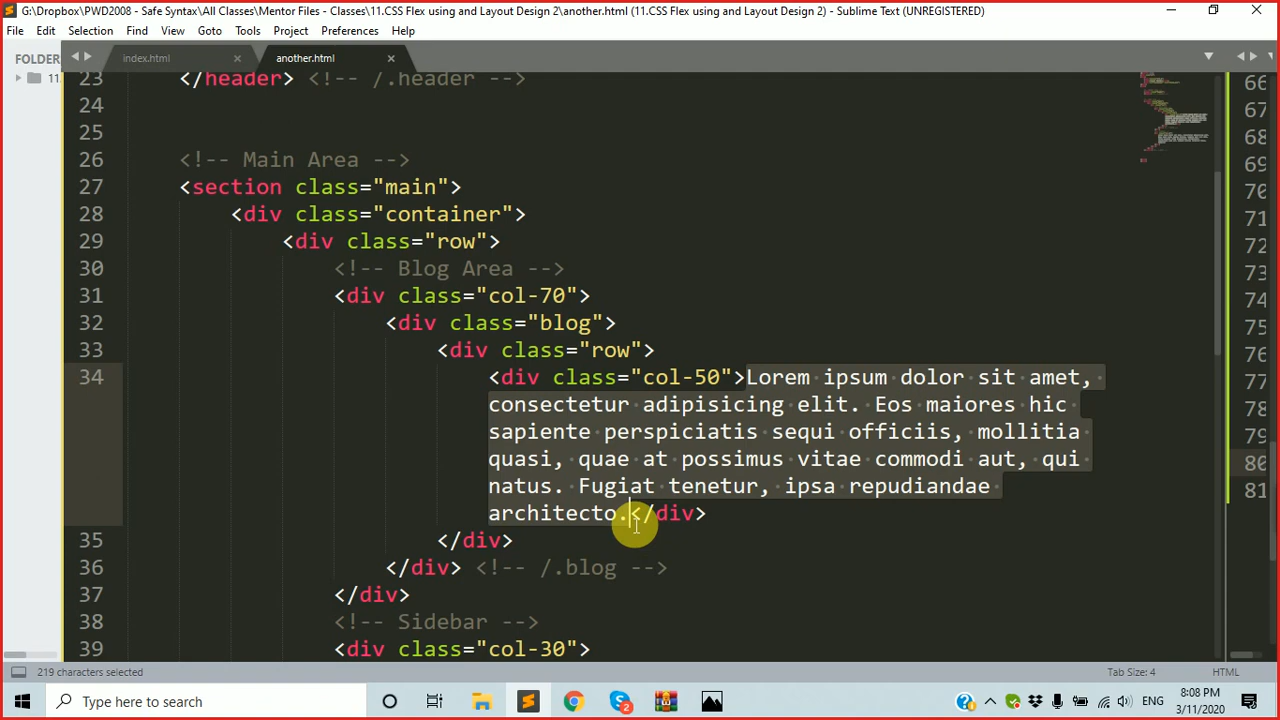 G:\Dropbox\PWD2008 - Safe Syntax\All Classes\Mentor Files - Classes\11.CSS Flex using and Layout Design 2\another.html (11.CSS Flex using and Layout Design 2) - Sublime Text (UNREGISTERED)
File Edit Selection Find View Goto Tools Project Preferences Help
FOLDERS
11.
index.html another.html
23 </header> <!-- /.header -->
24
25
26 <!-- Main Area -->
27 <section class="main">
28 <div class="container">
29 <div class="row">
30 <!-- Blog Area -->
31 <div class="col-70">
32 <div class="blog">
33 <div class="row">
34 <div class="col-50">Lorem ipsum dolor sit amet,
consectetur adipisicing elit. Eos maiores hic
sapiente perspiciatis sequi officiis, mollitia
quasi, quae at possimus vitae commodi aut, qui
natus. Fugiat tenetur, ipsa repudiandae
architecto.</div>
35 </div>
36 </div> <!-- /.blog -->
37 </div>
38 <!-- Sidebar -->
39 <div class="col-30">
66
67
68
69
70
71
72
73
74
75
76
77
78
79
80
81
219 characters selected Tab Size: 4 HTML
Type here to search
2
ENG
8:08 PM
3/11/2020